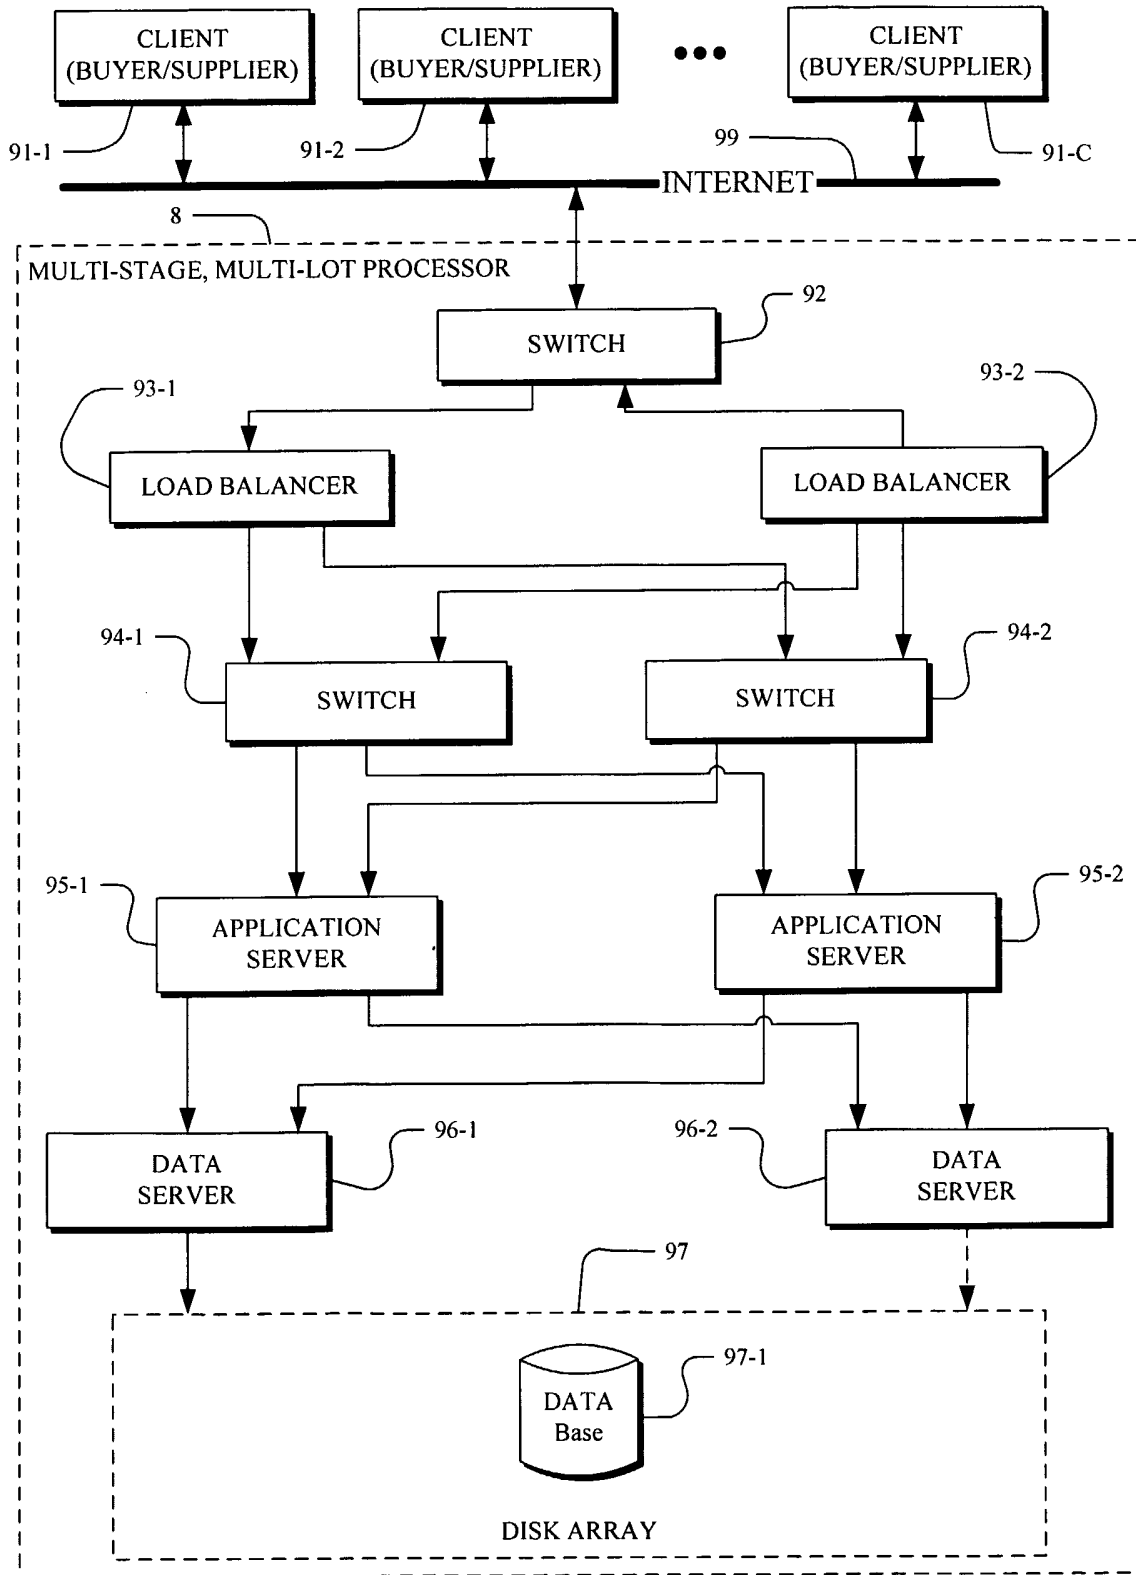 CLIENT
(BUYER/SUPPLIER)
CLIENT
(BUYER/SUPPLIER)
CLIENT
(BUYER/SUPPLIER)
91-1
91-2
99
91-C
INTERNET
8
MULTI-STAGE, MULTI-LOT PROCESSOR
92
SWITCH
93-1
93-2
LOAD BALANCER
LOAD BALANCER
94-1
94-2
SWITCH
SWITCH
95-1
95-2
APPLICATION
SERVER
APPLICATION
SERVER
96-1
96-2
DATA
SERVER
DATA
SERVER
97
97-1
DATA
Base
DISK ARRAY